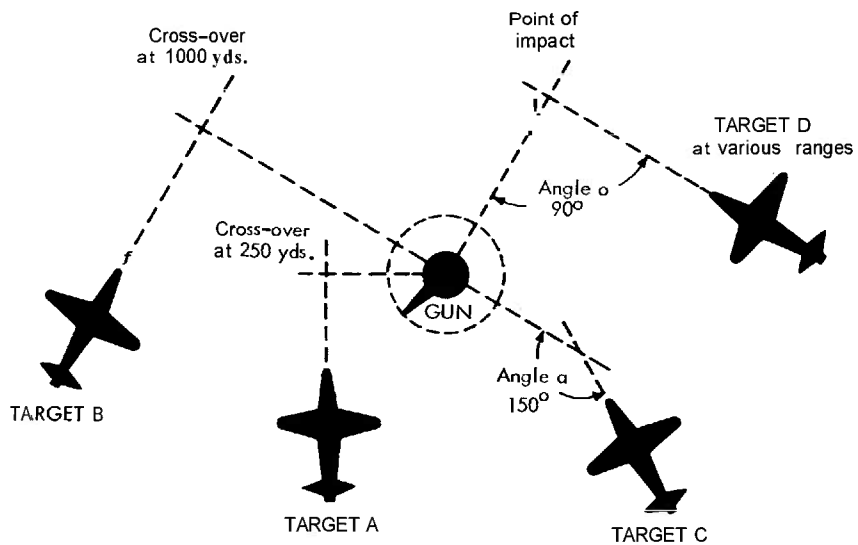 Cross-over
at 1000 yds.
Point of
impact
TARGET D
at various ranges
Angle α
90°
Cross-over
at 250 yds.
GUN
Angle α
150°
TARGET B
TARGET A
TARGET C